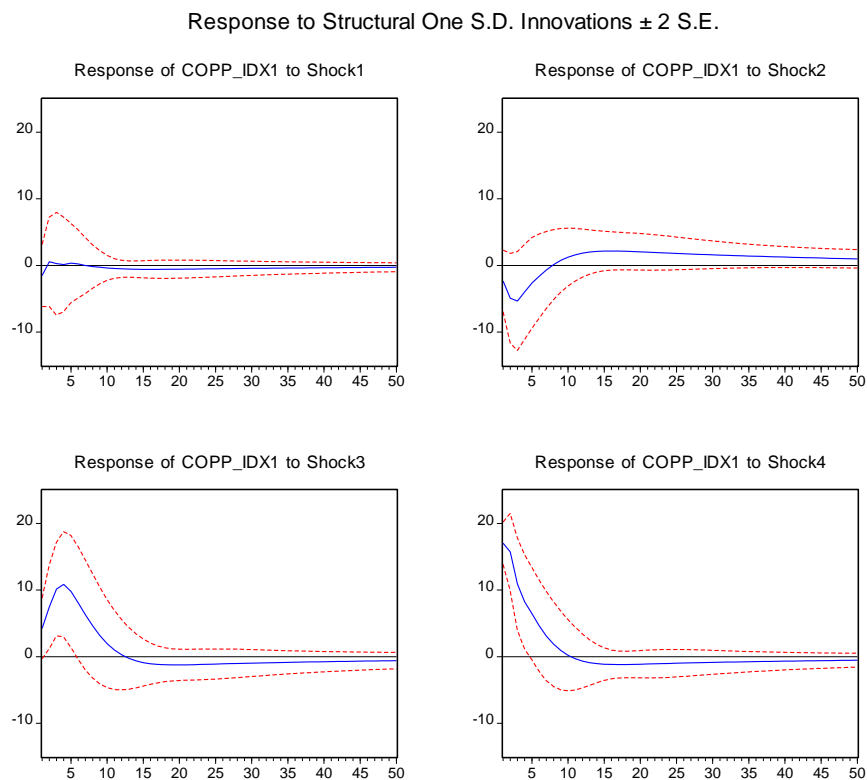 Response to Structural One S.D. Innovations ± 2 S.E.
Response of COPP_IDX1 to Shock1
20
10
0
-10
5 10 15 20 25 30 35 40 45 50
Response of COPP_IDX1 to Shock2
20
10
0
-10
5 10 15 20 25 30 35 40 45 50
Response of COPP_IDX1 to Shock3
20
10
0
-10
5 10 15 20 25 30 35 40 45 50
Response of COPP_IDX1 to Shock4
20
10
0
-10
5 10 15 20 25 30 35 40 45 50